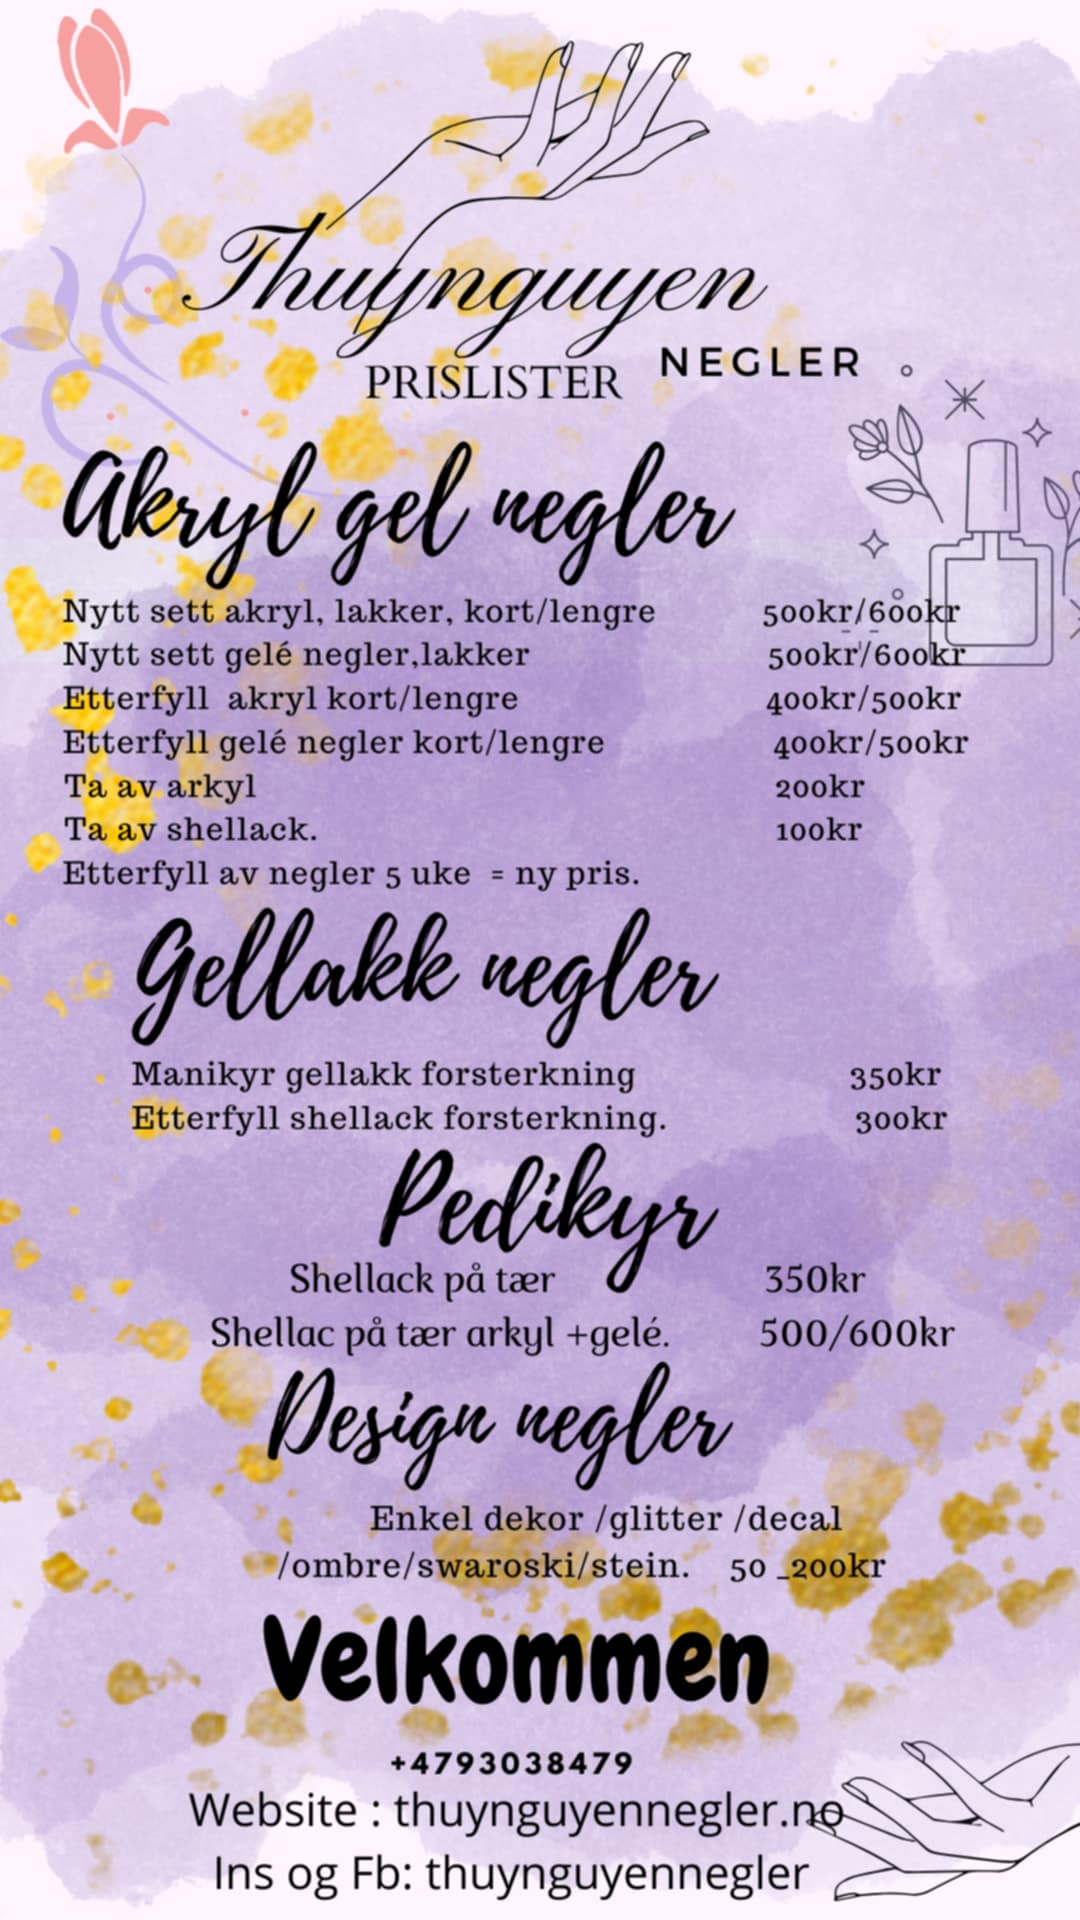 Thuynguyen
PRISLISTER NEGLER
Akryl gel negler
Nytt sett akryl, lakker, kort/lengre 500kr/600kr
Nytt sett gelé negler,lakker 500kr/600kr
Etterfyll akryl kort/lengre 400kr/500kr
Etterfyll gelé negler kort/lengre 400kr/500kr
Ta av arkyl 200kr
Ta av shellack. 100kr
Etterfyll av negler 5 uke = ny pris.
Gellakk negler
Manikyr gellakk forsterkning 350kr
Etterfyll shellack forsterkning. 300kr
Pedikyr
Shellack på tær 350kr
Shellac på tær arkyl +gelé. 500/600kr
Design negler
Enkel dekor /glitter /decal
/ombre/swaroski/stein. 50 _200kr
Velkommen
+4793038479
Website : thuynguyennegler.no
Ins og Fb: thuynguyennegler